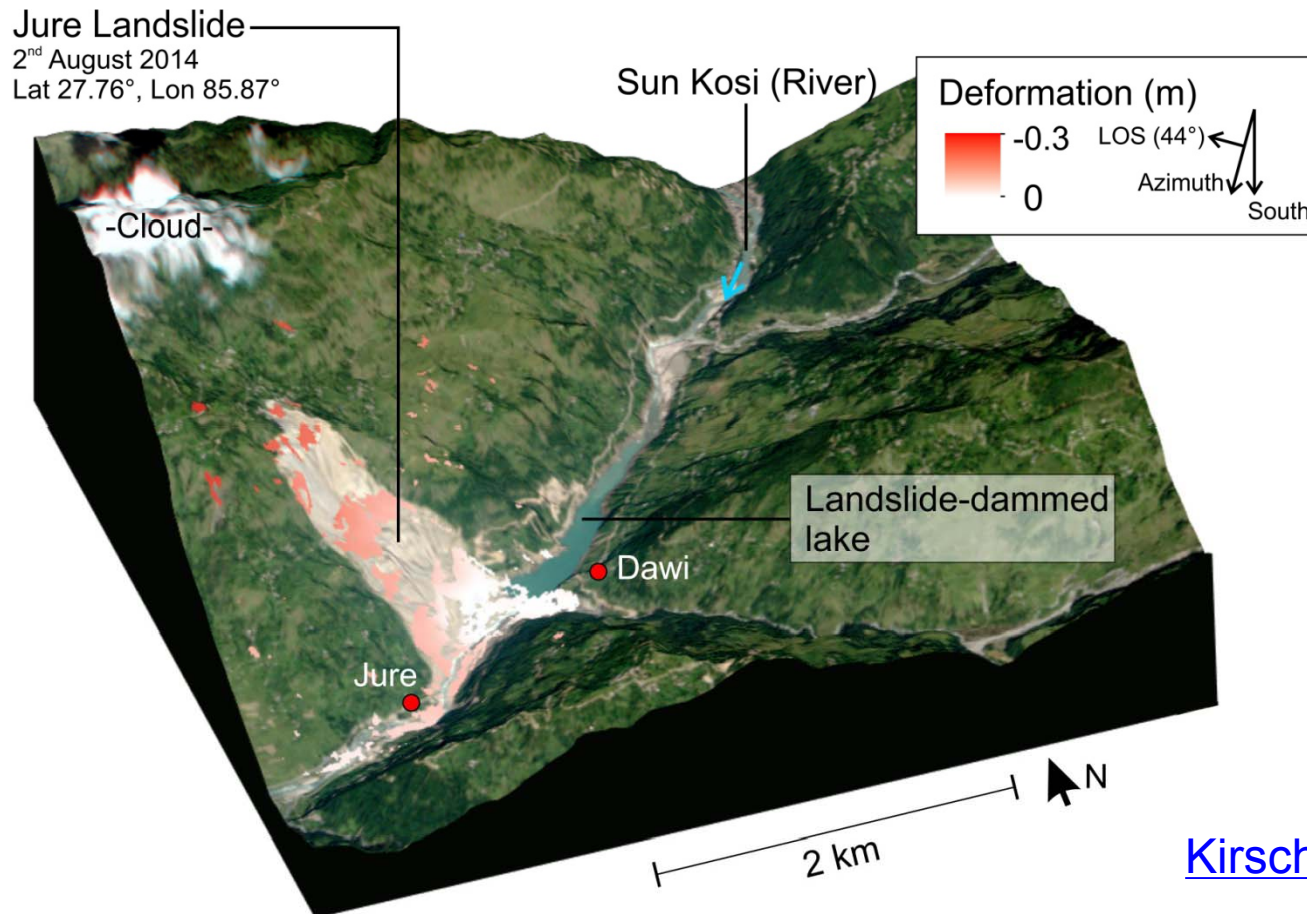 Jure Landslide
2nd August 2014
Lat 27.76°, Lon 85.87°
Sun Kosi (River)
Deformation (m)
-0.3
0
LOS (44°)
Azimuth
South
-Cloud-
Landslide-dammed
lake
Dawi
Jure
N
2 km
Kirsch